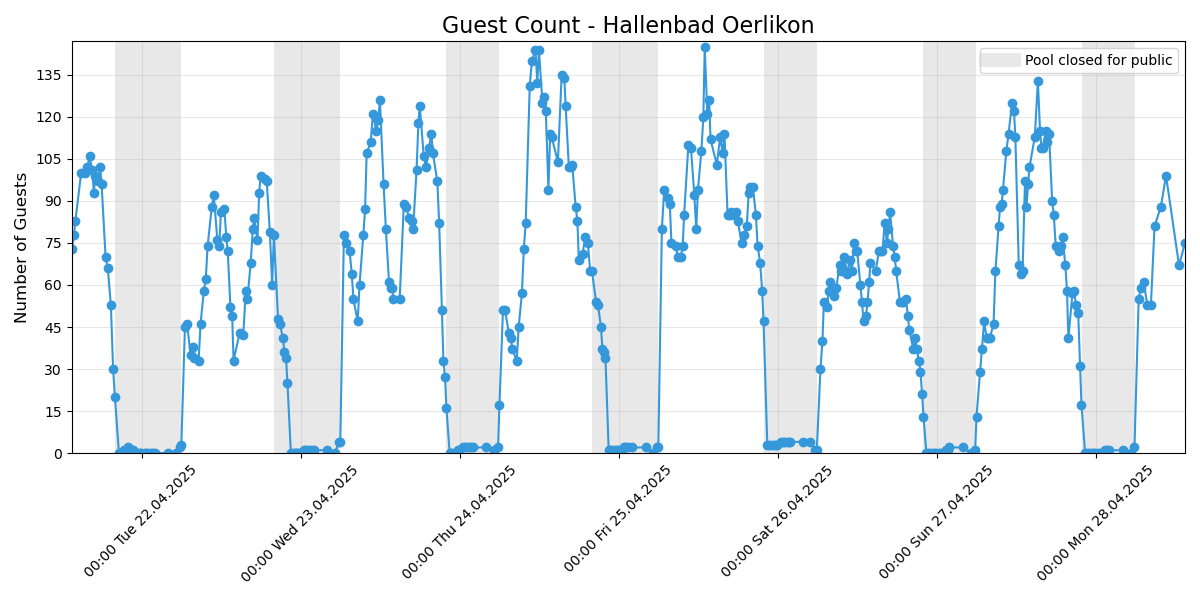 Guest Count - Hallenbad Oerlikon
Pool closed for public
Number of Guests
135
120
105
90
75
60
45
30
15
0
00:00 Tue 22.04.2025
00:00 Wed 23.04.2025
00:00 Thu 24.04.2025
00:00 Fri 25.04.2025
00:00 Sat 26.04.2025
00:00 Sun 27.04.2025
00:00 Mon 28.04.2025